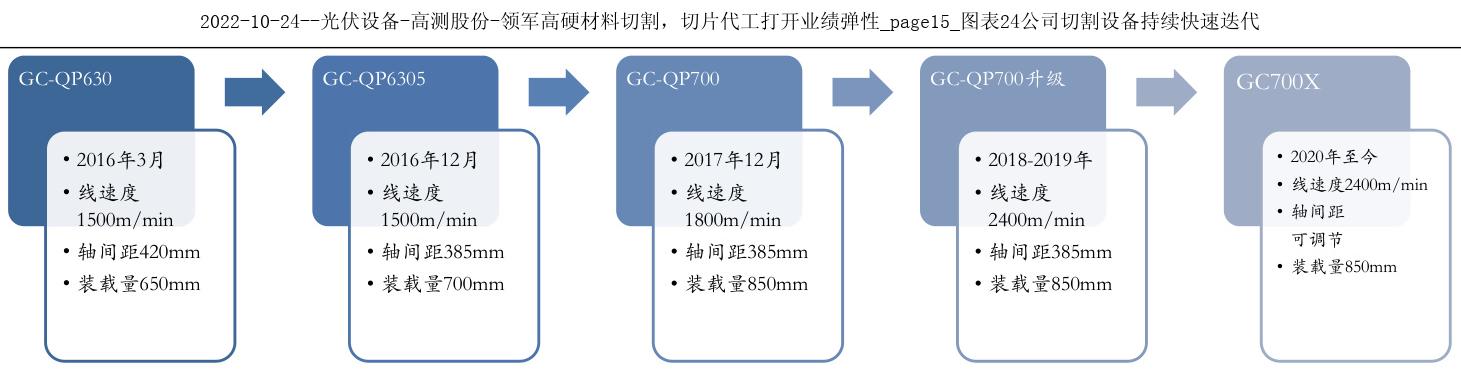 2022-10-24--光伏设备-高测股份-领军高硬材料切割，切片代工打开业绩弹性_page15_图表24公司切割设备持续快速迭代
GC-QP630
• 2016年3月
• 线速度
1500m/min
• 轴间距420mm
• 装载量650mm
GC-QP6305
• 2016年12月
• 线速度
1500m/min
• 轴间距385mm
• 装载量700mm
GC-QP700
• 2017年12月
• 线速度
1800m/min
• 轴间距385mm
• 装载量850mm
GC-QP700升级
• 2018-2019年
• 线速度
2400m/min
• 轴间距385mm
• 装载量850mm
GC700X
• 2020年至今
• 线速度2400m/min
• 轴间距
可调节
• 装载量850mm